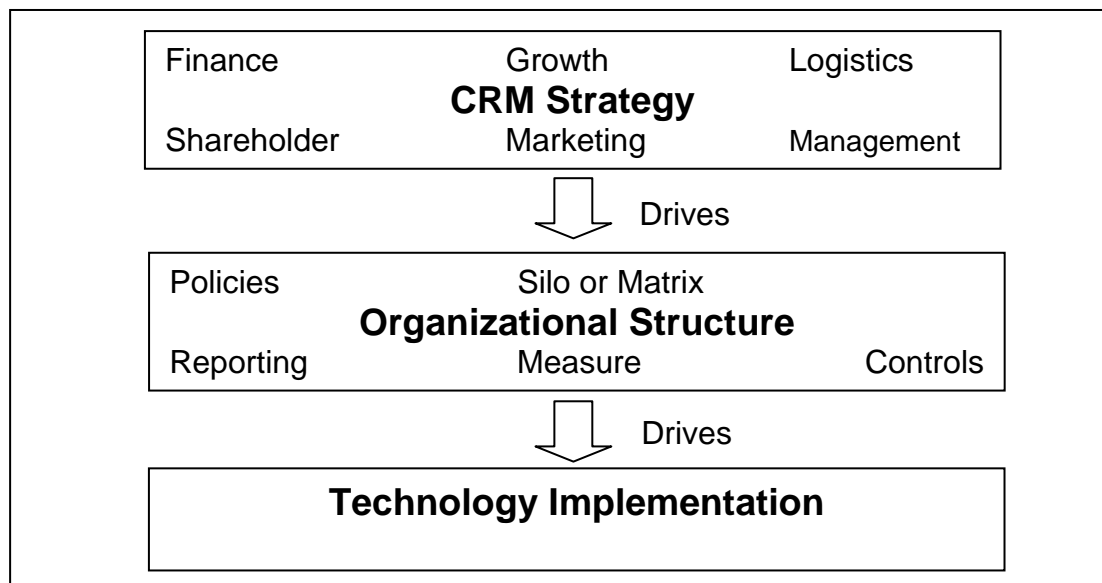 Finance Growth Logistics
CRM Strategy
Shareholder Marketing Management
Drives
Policies Silo or Matrix
Organizational Structure
Reporting Measure Controls
Drives
Technology Implementation